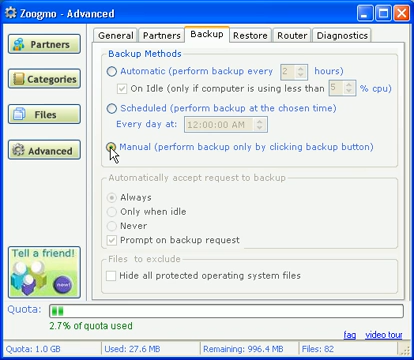 Zoogmo - Advanced
Partners
Categories
Files
Advanced
Tell a friend!
new!
General Partners Backup Restore Router Diagnostics
Backup Methods
Automatic (perform backup every 2 hours)
On Idle (only if computer is using less than 5 % cpu)
Scheduled (perform backup at the chosen time)
Every day at: 12:00:00 AM
Manual (perform backup only by clicking backup button)
Automatically accept request to backup
Always
Only when idle
Never
Prompt on backup request
Files to exclude
Hide all protected operating system files
Quota:
2.7% of quota used
faq video tour
Quota: 1.0 GB Used: 27.6 MB Remaining: 996.4 MB Files: 82